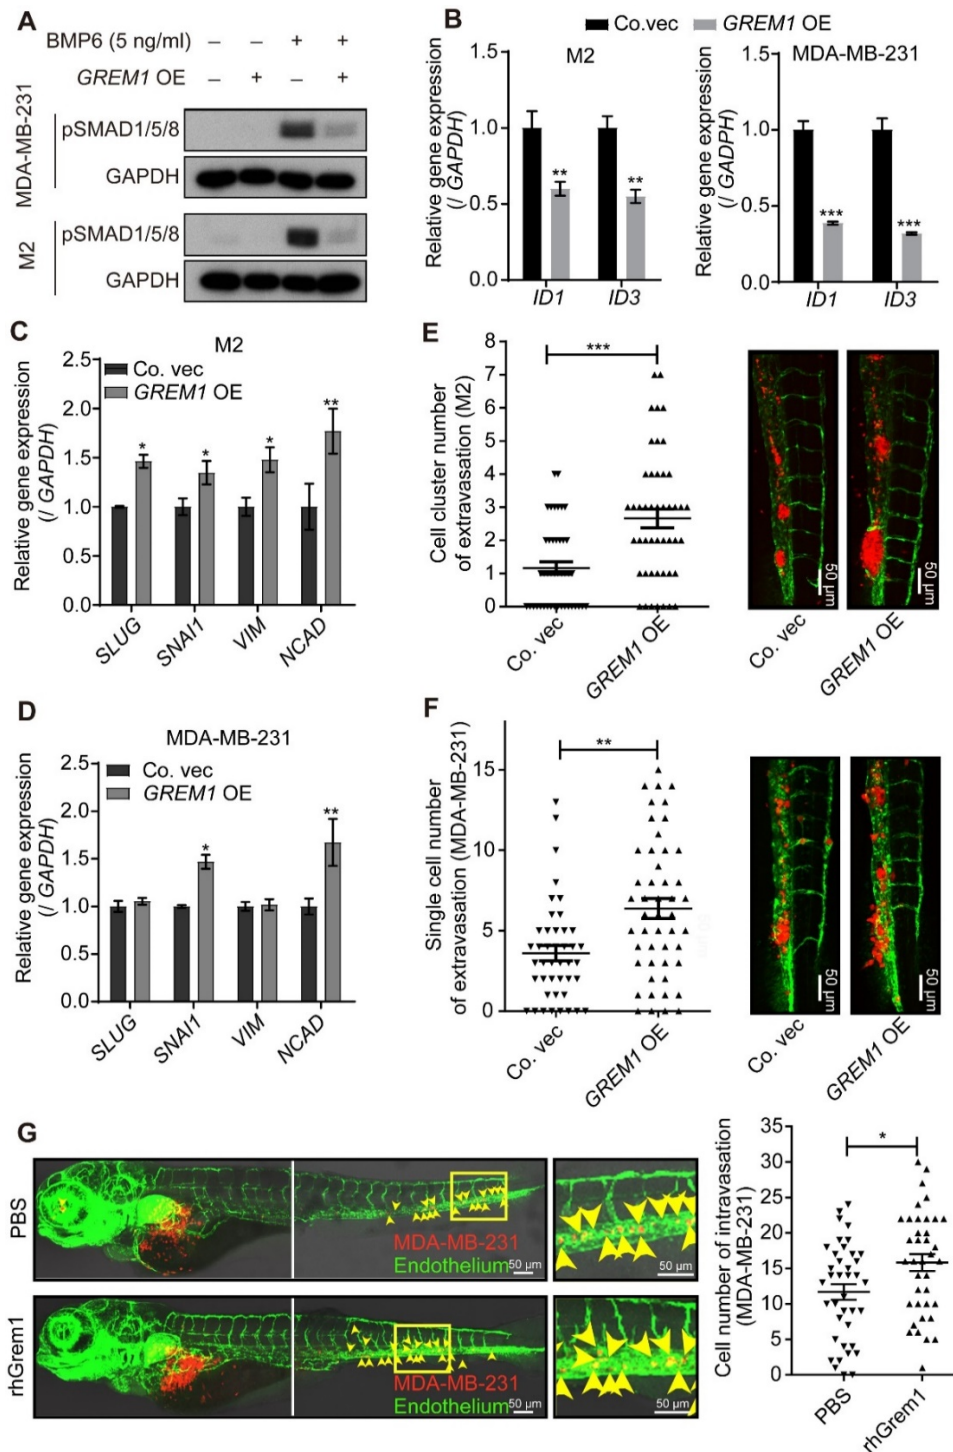 A
BMP6 (5 ng/ml) – – + +
GREM1 OE – + – +
MDA-MB-231
pSMAD1/5/8
GAPDH
M2
pSMAD1/5/8
GAPDH
B
Co.vec GREM1 OE
M2
Relative gene expression
(/ GAPDH)
1.5
1.0
0.5
0.0
** **
ID1 ID3
MDA-MB-231
Relative gene expression
(/ GADPH)
1.5
1.0
0.5
0.0
*** ***
ID1 ID3
C
M2
Co. vec
GREM1 OE
Relative gene expression
(/ GAPDH)
2.5
2.0
1.5
1.0
0.5
0.0
* * * **
SLUG SNAI1 VIM NCAD
D
MDA-MB-231
Co. vec
GREM1 OE
Relative gene expression
(/ GAPDH)
2.5
2.0
1.5
1.0
0.5
0.0
* **
SLUG SNAI1 VIM NCAD
E
Cell cluster number
of extravasation (M2)
8
7
6
5
4
3
2
1
0
***
Co. vec GREM1 OE
50 µm 50 µm
Co. vec GREM1 OE
F
Single cell number
of extravasation (MDA-MB-231)
15
10
5
0
**
Co. vec GREM1 OE
50 µm 50 µm
Co. vec GREM1 OE
G
PBS
MDA-MB-231
Endothelium 50 µm
50 µm
rhGrem1
MDA-MB-231
Endothelium 50 µm
50 µm
Cell number of intravasation
(MDA-MB-231)
35
30
25
20
15
10
5
0
*
PBS rhGrem1